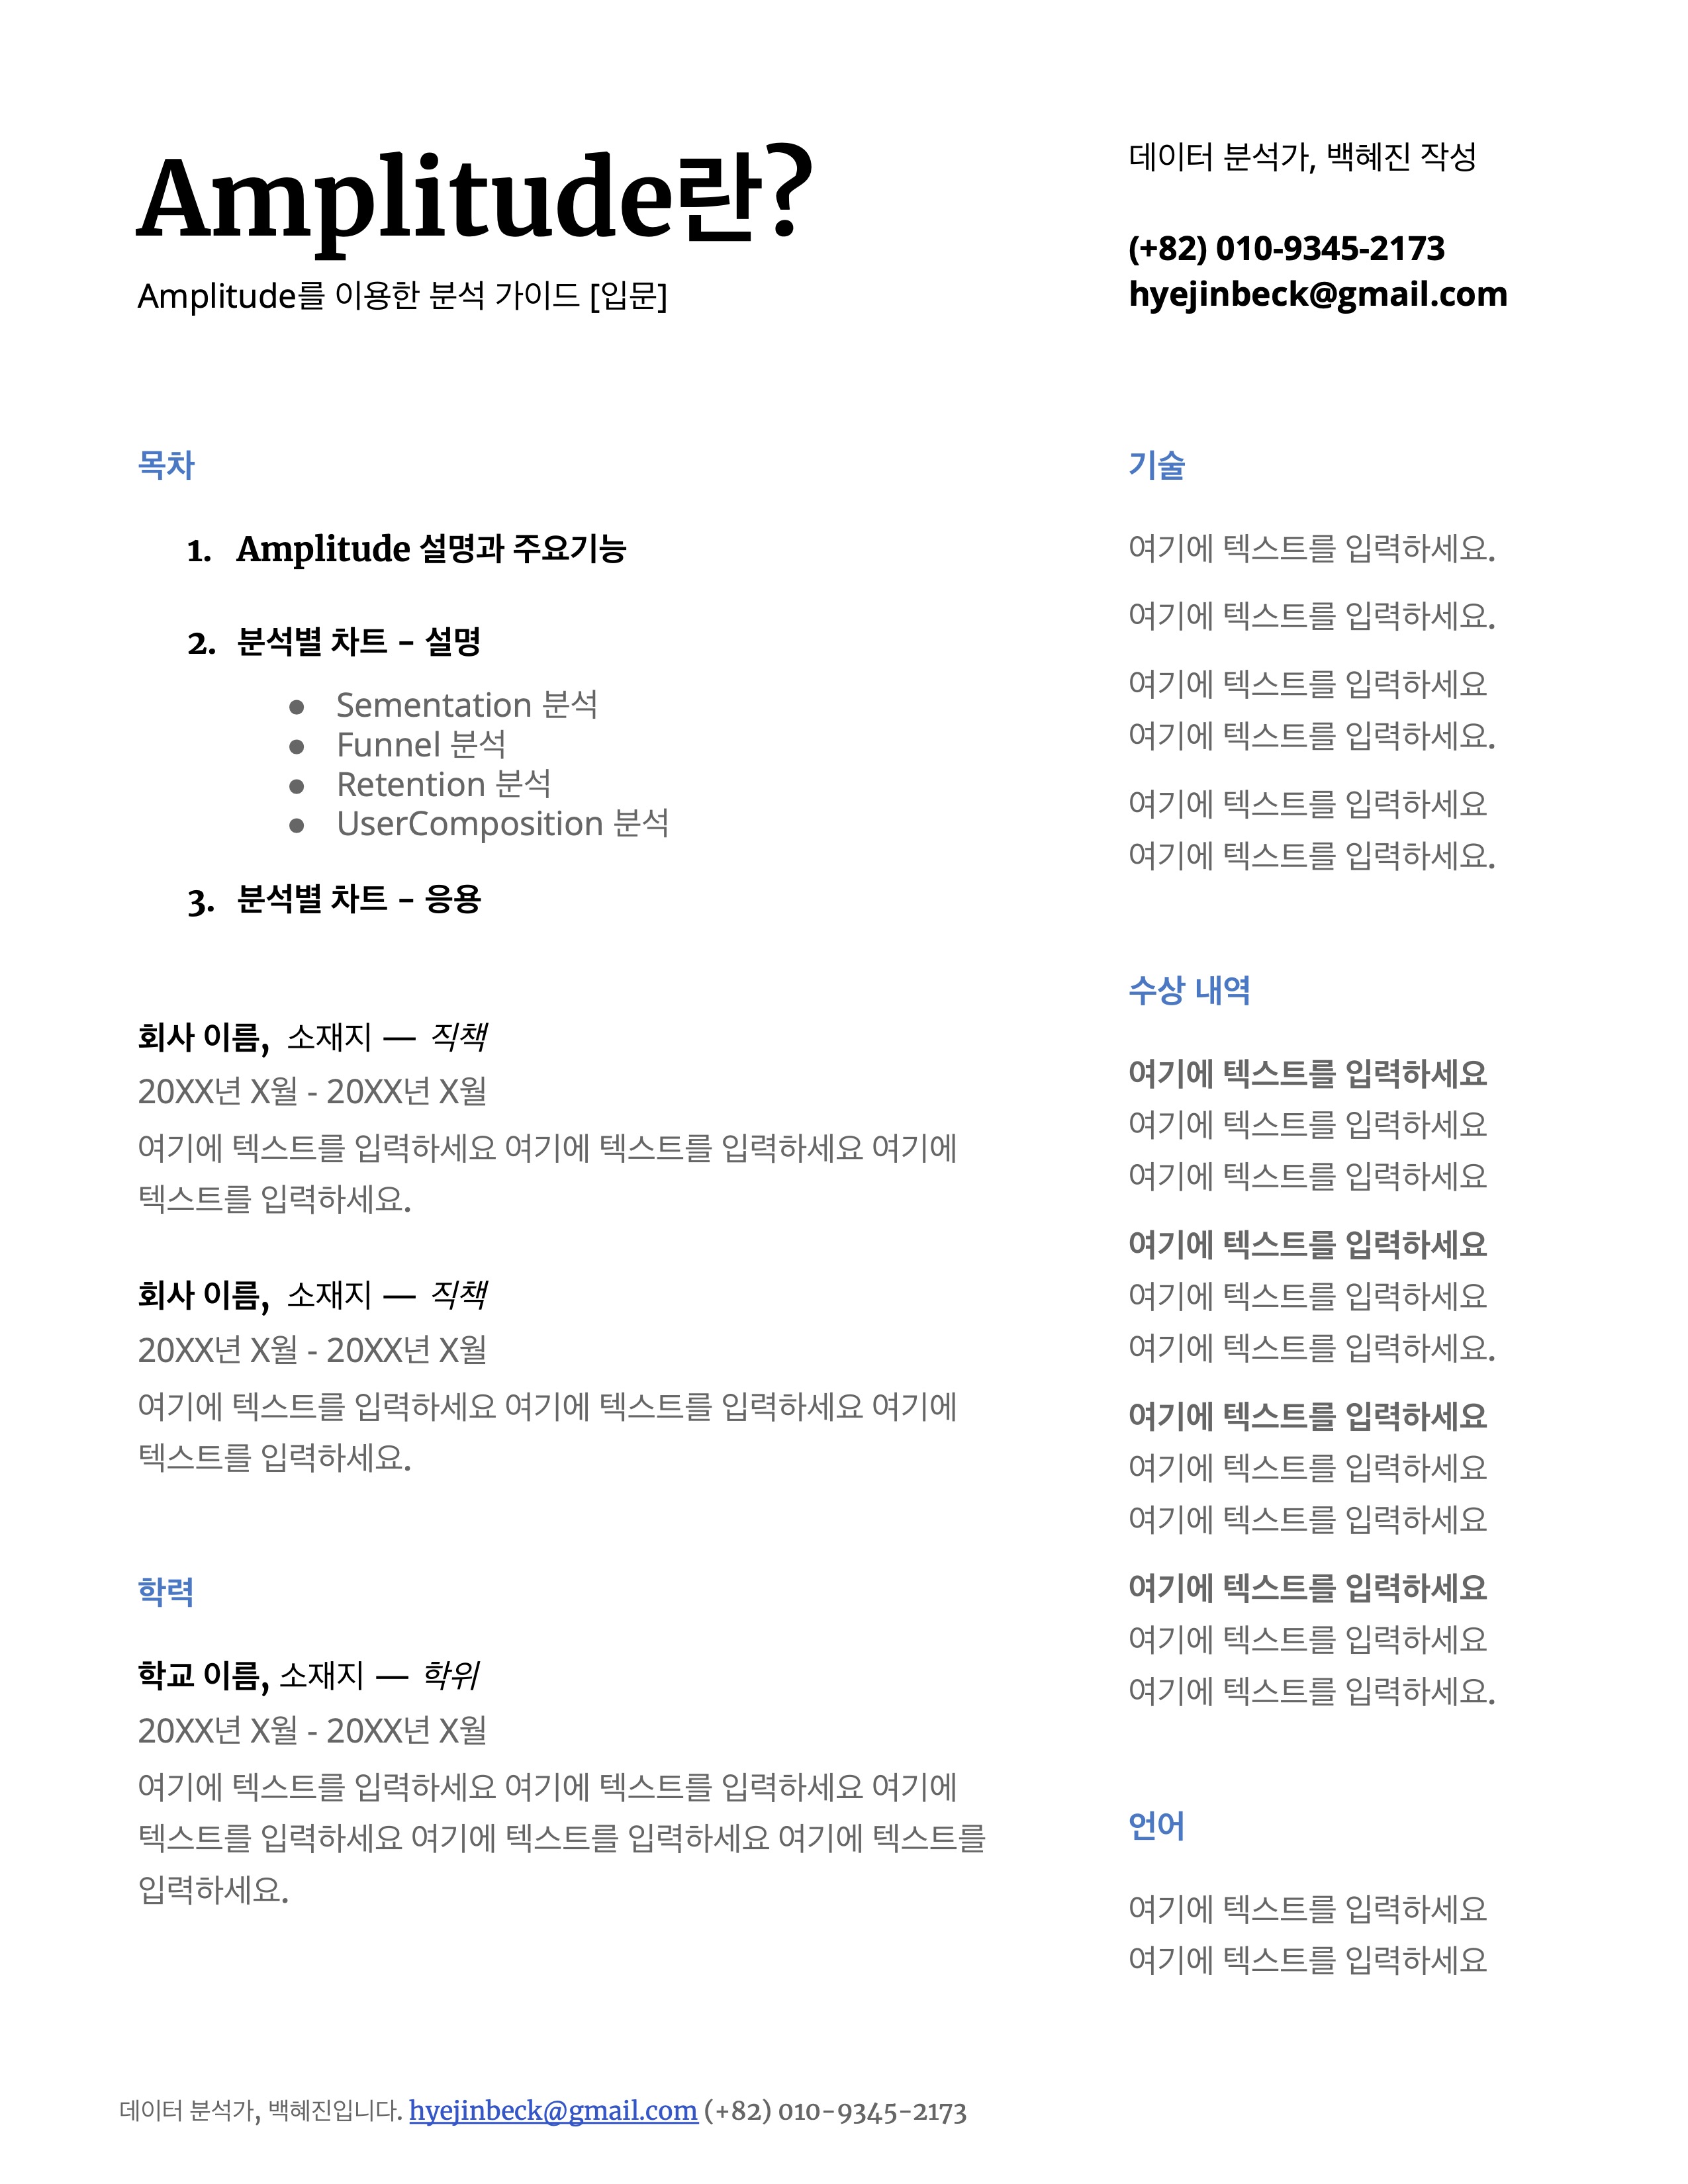 Amplitude란?
Amplitude를 이용한 분석 가이드 [입문]
데이터 분석가, 백혜진 작성
(+82) 010-9345-2173
hyejinbeck@gmail.com
목차
1. Amplitude 설명과 주요기능
2. 분석별 차트 - 설명
● Sementation 분석
● Funnel 분석
● Retention 분석
● UserComposition 분석
3. 분석별 차트 - 응용
회사 이름, 소재지 — 직책
20XX년 X월 - 20XX년 X월
여기에 텍스트를 입력하세요 여기에 텍스트를 입력하세요 여기에
텍스트를 입력하세요.
회사 이름, 소재지 — 직책
20XX년 X월 - 20XX년 X월
여기에 텍스트를 입력하세요 여기에 텍스트를 입력하세요 여기에
텍스트를 입력하세요.
학력
학교 이름, 소재지 — 학위
20XX년 X월 - 20XX년 X월
여기에 텍스트를 입력하세요 여기에 텍스트를 입력하세요 여기에
텍스트를 입력하세요 여기에 텍스트를 입력하세요 여기에 텍스트를
입력하세요.
기술
여기에 텍스트를 입력하세요.
여기에 텍스트를 입력하세요.
여기에 텍스트를 입력하세요
여기에 텍스트를 입력하세요.
여기에 텍스트를 입력하세요
여기에 텍스트를 입력하세요.
수상 내역
여기에 텍스트를 입력하세요
여기에 텍스트를 입력하세요
여기에 텍스트를 입력하세요
여기에 텍스트를 입력하세요
여기에 텍스트를 입력하세요
여기에 텍스트를 입력하세요.
여기에 텍스트를 입력하세요
여기에 텍스트를 입력하세요
여기에 텍스트를 입력하세요
여기에 텍스트를 입력하세요
여기에 텍스트를 입력하세요
여기에 텍스트를 입력하세요.
언어
여기에 텍스트를 입력하세요
여기에 텍스트를 입력하세요
데이터 분석가, 백혜진입니다. hyejinbeck@gmail.com (+82) 010-9345-2173